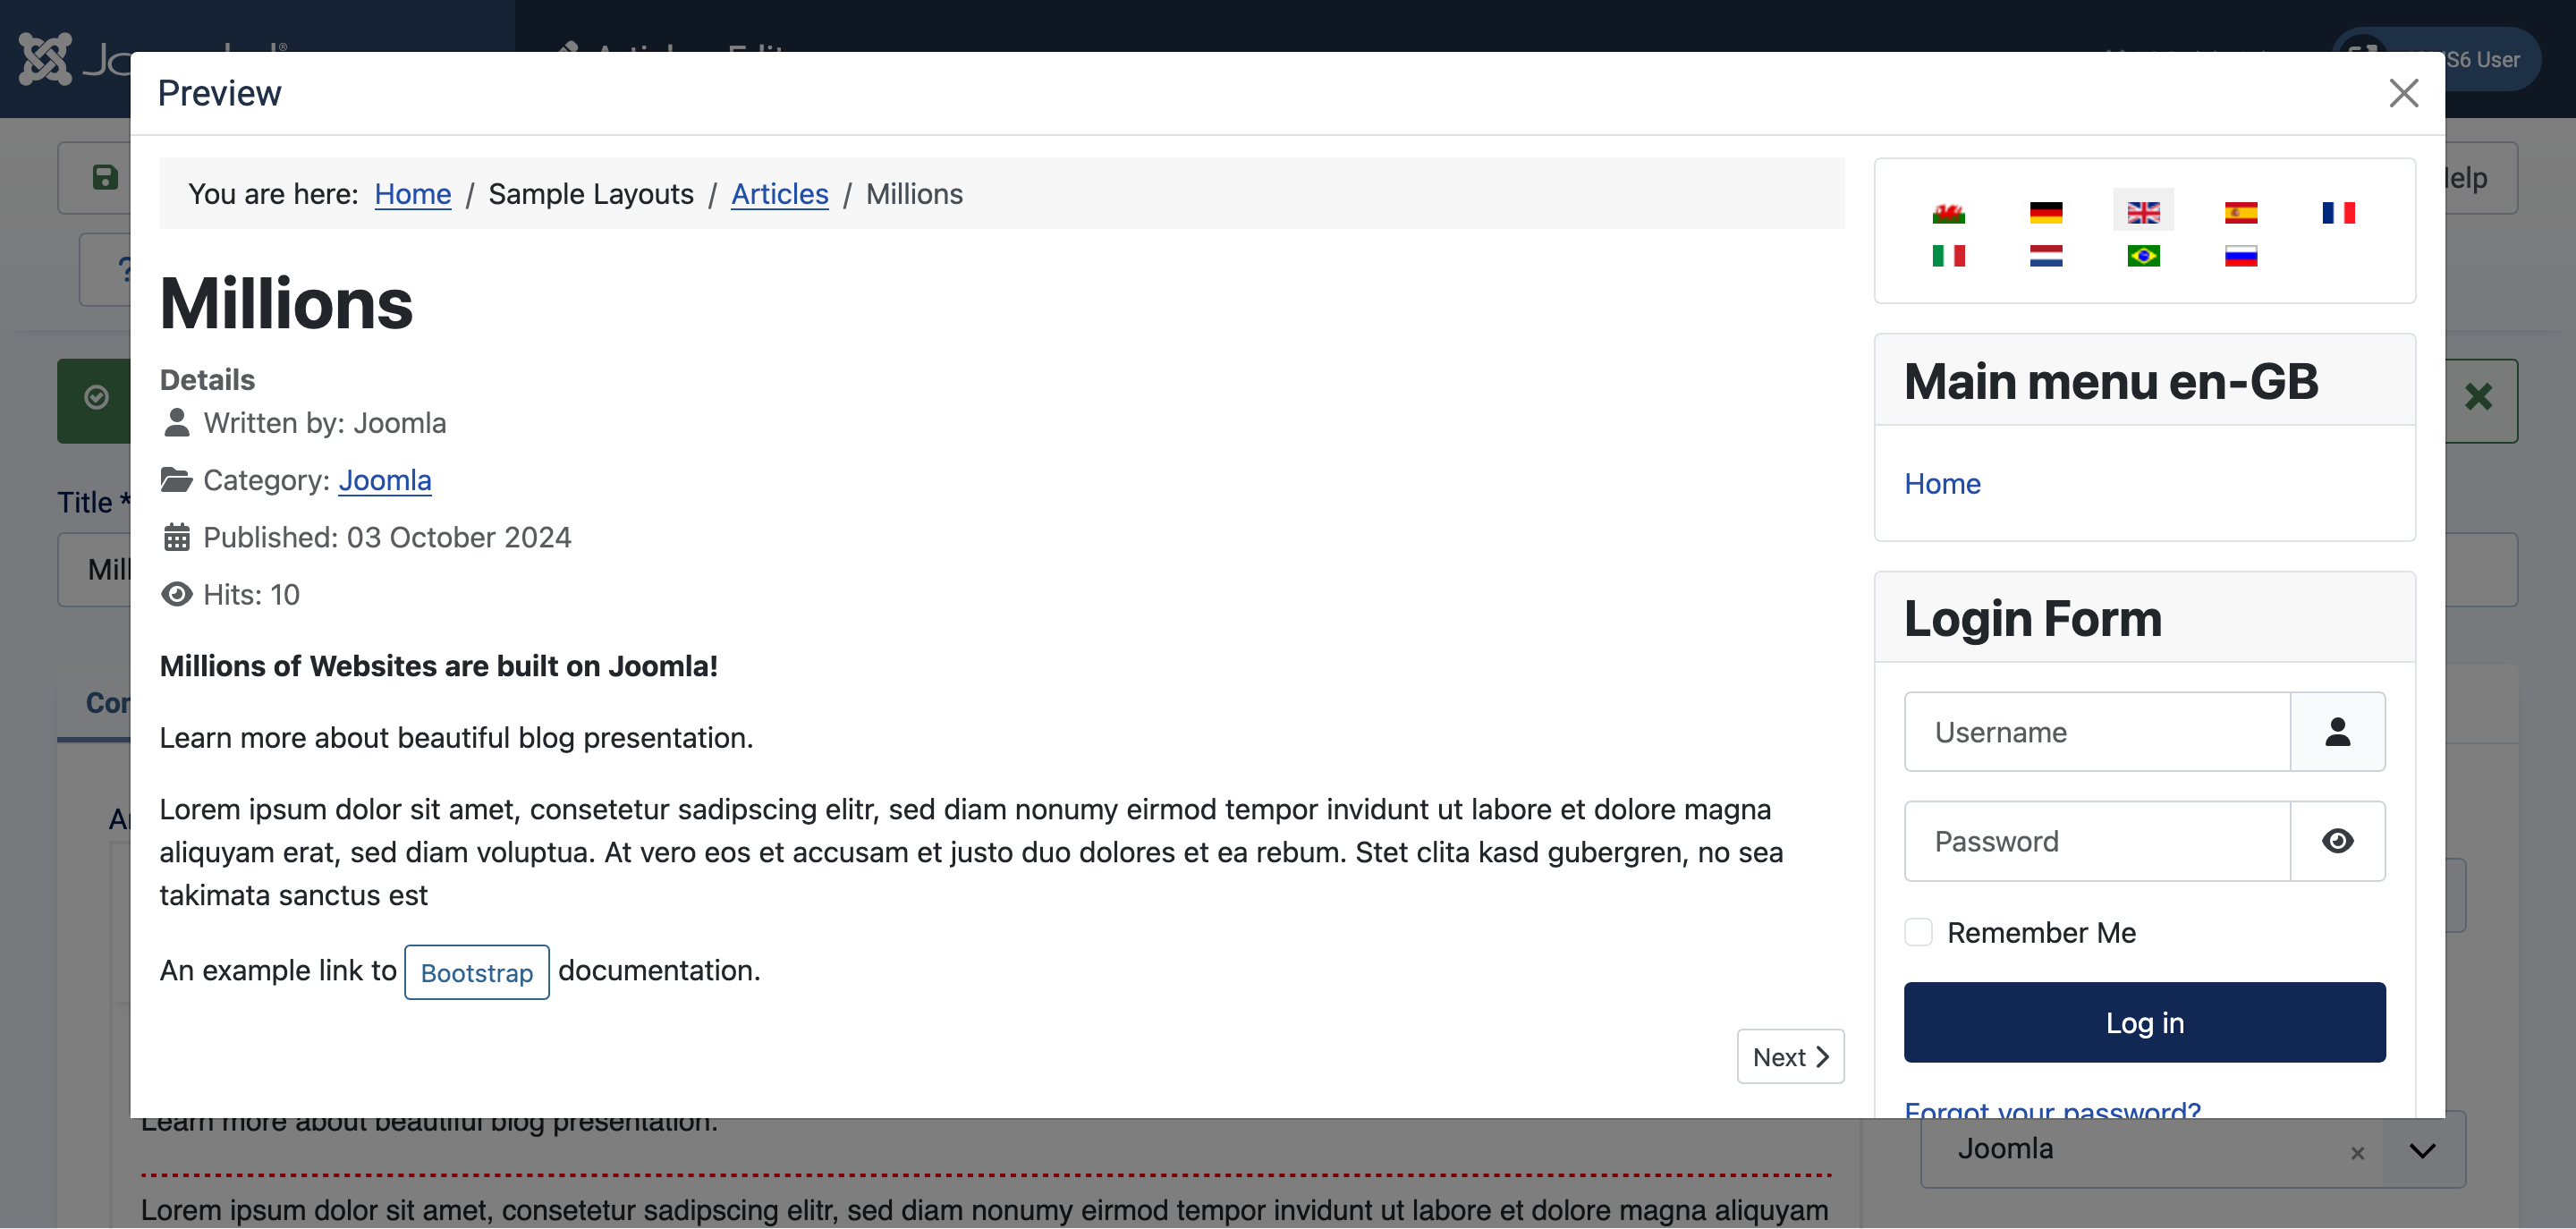 S6 User
Preview
elp
You are here: Home / Sample Layouts / Articles / Millions
Millions
Details
Written by: Joomla
Category: Joomla
Published: 03 October 2024
Hits: 10
Millions of Websites are built on Joomla!
Learn more about beautiful blog presentation.
Lorem ipsum dolor sit amet, consetetur sadipscing elitr, sed diam nonumy eirmod tempor invidunt ut labore et dolore magna
aliquyam erat, sed diam voluptua. At vero eos et accusam et justo duo dolores et ea rebum. Stet clita kasd gubergren, no sea
takimata sanctus est
An example link to Bootstrap documentation.
Next
Main menu en-GB
Home
Login Form
Username
Password
Remember Me
Log in
Forgot your password?
Title *
Mill
Con
Learn more about beautiful blog presentation.
Lorem ipsum dolor sit amet, consetetur sadipscing elitr, sed diam nonumy eirmod tempor invidunt ut labore et dolore magna aliquyam
Joomla